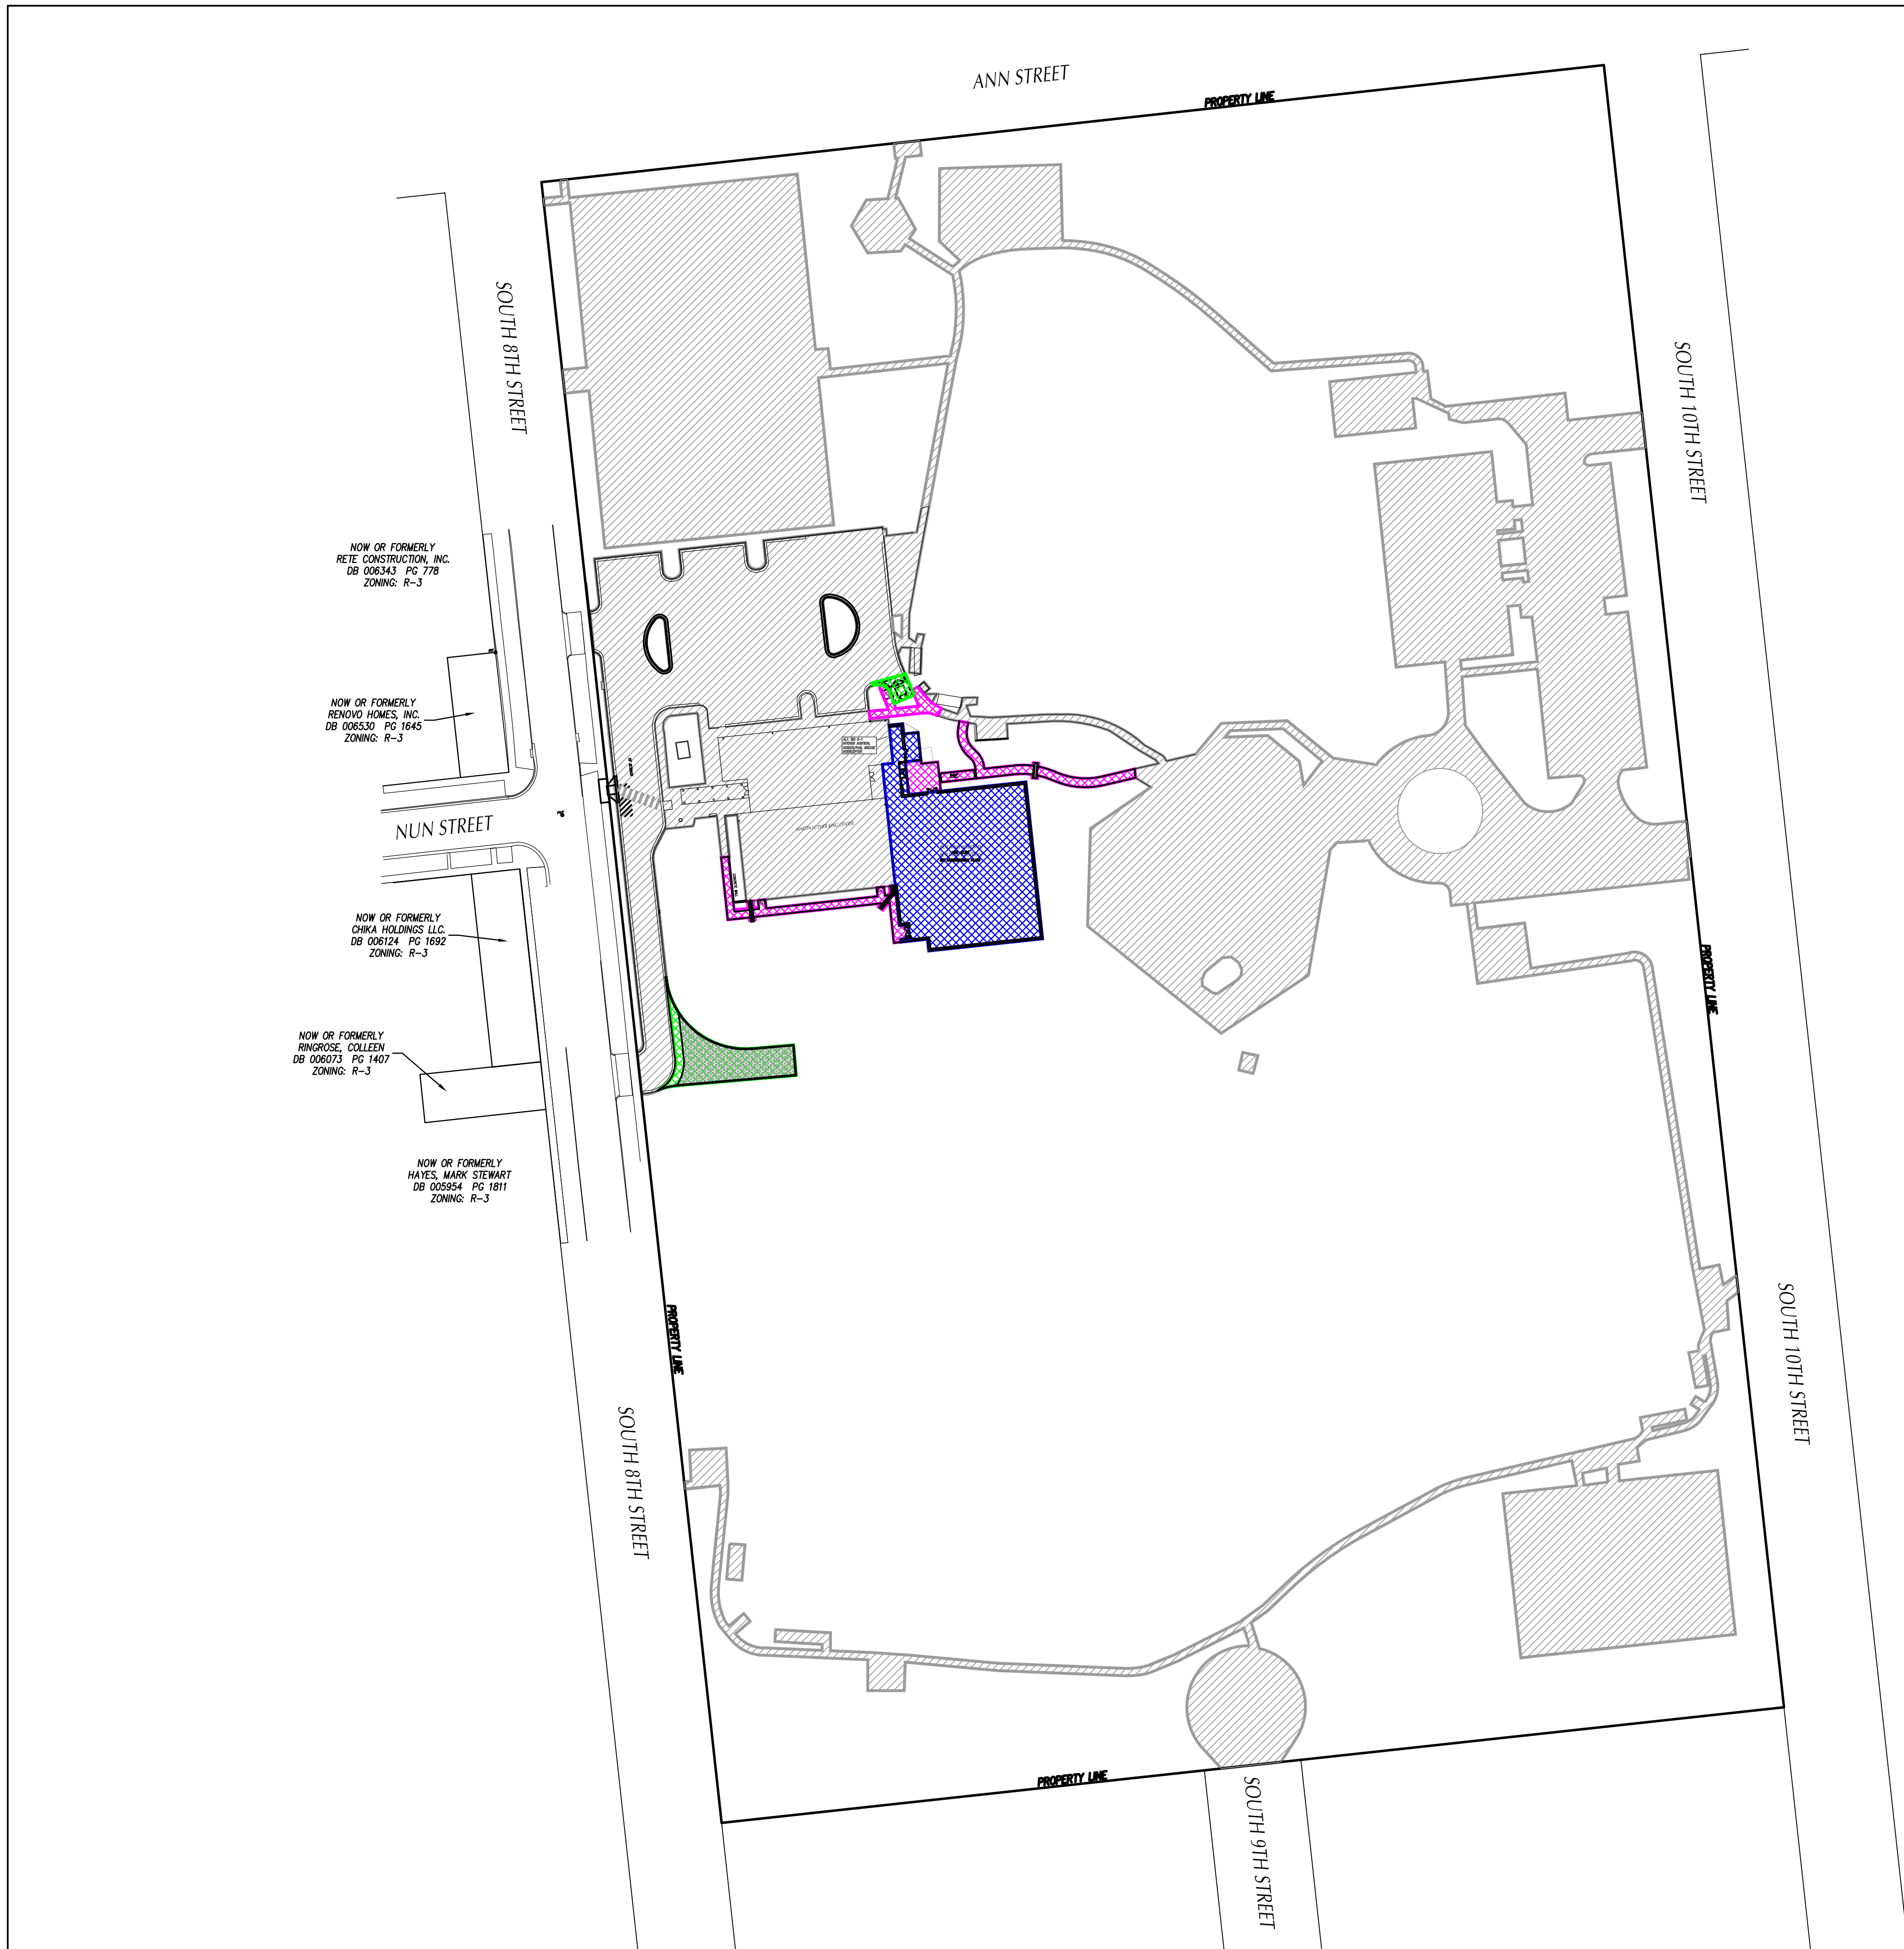 ANN STREET
PROPERTY LINE
SOUTH 8TH STREET
SOUTH 10TH STREET
NOW OR FORMERLY
RETE CONSTRUCTION, INC.
DB 006343 PG 778
ZONING: R-3
NOW OR FORMERLY
RENOVO HOMES, INC.
DB 006530 PG 1645
ZONING: R-3
NUN STREET
MARTIN LUTHER KING CENTER
NOW OR FORMERLY
CHIKA HOLDINGS LLC.
DB 006124 PG 1692
ZONING: R-3
PROPERTY LINE
NOW OR FORMERLY
RINGROSE, COLLEEN
DB 006073 PG 1407
ZONING: R-3
NOW OR FORMERLY
HAYES, MARK STEWART
DB 005954 PG 1811
ZONING: R-3
PROPERTY LINE
SOUTH 10TH STREET
SOUTH 8TH STREET
PROPERTY LINE
SOUTH 9TH STREET